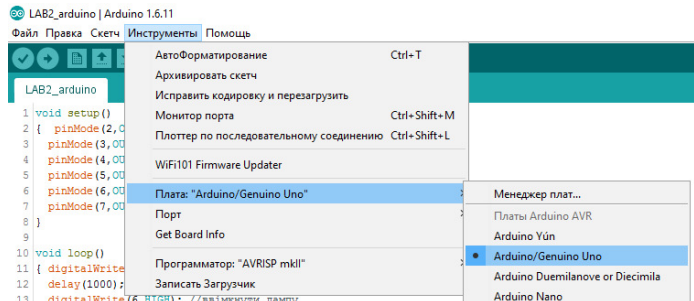 LAB2_arduino | Arduino 1.6.11
Файл Правка Скетч Инструменты Помощь
АвтоФорматирование Ctrl+T
Архивировать скетч
Исправить кодировку и перезагрузить
Монитор порта Ctrl+Shift+M
Плоттер по последовательному соединению Ctrl+Shift+L
WiFi101 Firmware Updater
Плата: "Arduino/Genuino Uno"
Порт
Get Board Info
Программатор: "AVRISP mkII"
Записать Загрузчик
Менеджер плат...
Платы Arduino AVR
Arduino Yún
Arduino/Genuino Uno
Arduino Duemilanove or Diecimila
Arduino Nano
LAB2_arduino
1 void setup()
2 { pinMode(2,O
3 pinMode(3,OU
4 pinMode(4,OU
5 pinMode(5,OU
6 pinMode(6,OU
7 pinMode(7,OU
8 }
9
10 void loop()
11 { digitalWrite
12 delay(1000);
13 digitalWrite(6,HIGH); //ввімкнути лампу